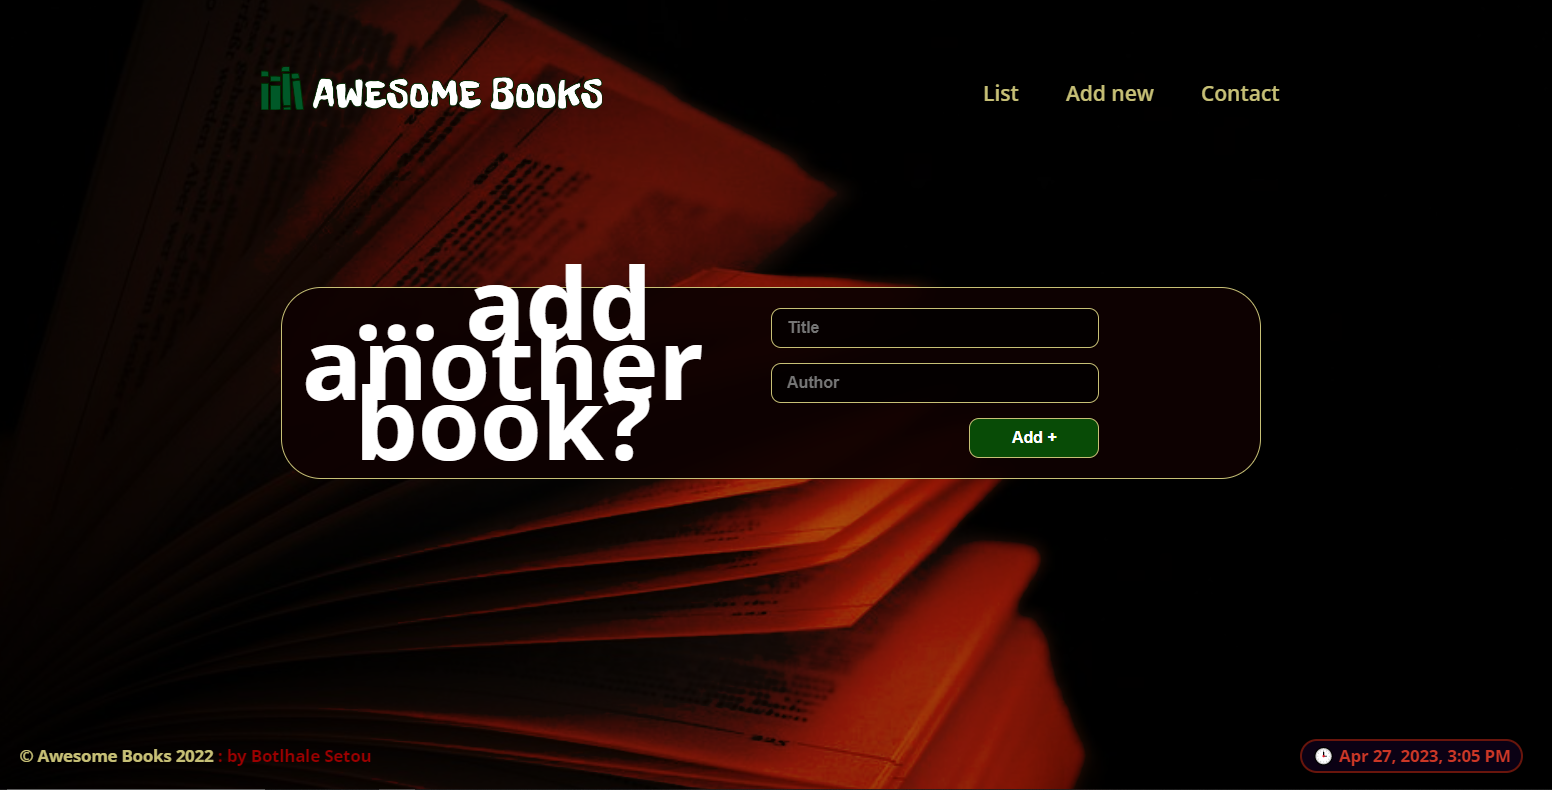 Awesome Books
List
Add new
Contact
... add
another
book?
Title
Author
Add +
© Awesome Books 2022 : by Botlhale Setou
🕒 Apr 27, 2023, 3:05 PM